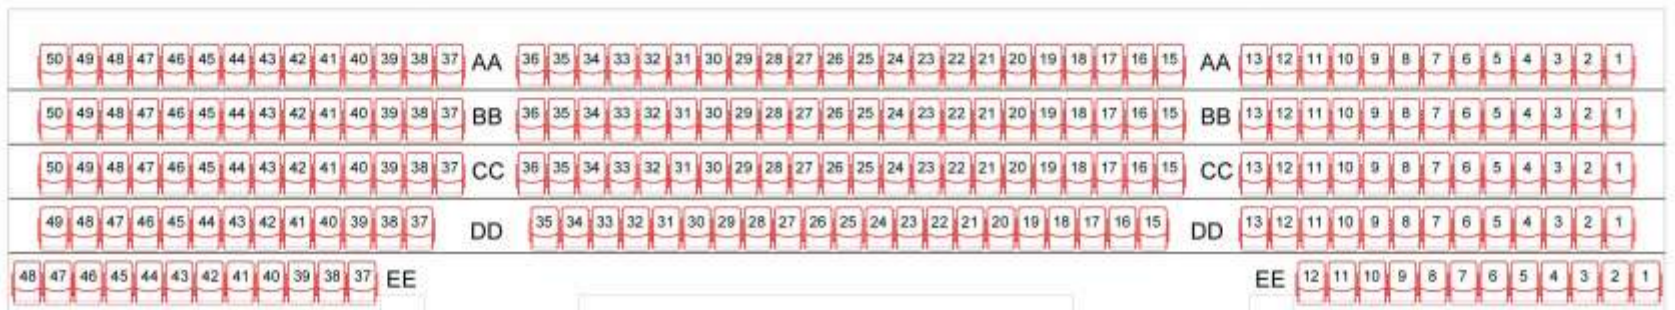 50 49 48 47 46 45 44 43 42 41 40 39 38 37 AA 36 35 34 33 32 31 30 29 28 27 26 25 24 23 22 21 20 19 18 17 16 15 AA 13 12 11 10 9 8 7 6 5 4 3 2 1
50 49 48 47 46 45 44 43 42 41 40 39 38 37 BB 36 35 34 33 32 31 30 29 28 27 26 25 24 23 22 21 20 19 18 17 16 15 BB 13 12 11 10 9 8 7 6 5 4 3 2 1
50 49 48 47 46 45 44 43 42 41 40 39 38 37 CC 36 35 34 33 32 31 30 29 28 27 26 25 24 23 22 21 20 19 18 17 16 15 CC 13 12 11 10 9 8 7 6 5 4 3 2 1
49 48 47 46 45 44 43 42 41 40 39 38 37 DD 35 34 33 32 31 30 29 28 27 26 25 24 23 22 21 20 19 18 17 16 15 DD 13 12 11 10 9 8 7 6 5 4 3 2 1
48 47 46 45 44 43 42 41 40 39 38 37 EE EE 12 11 10 9 8 7 6 5 4 3 2 1